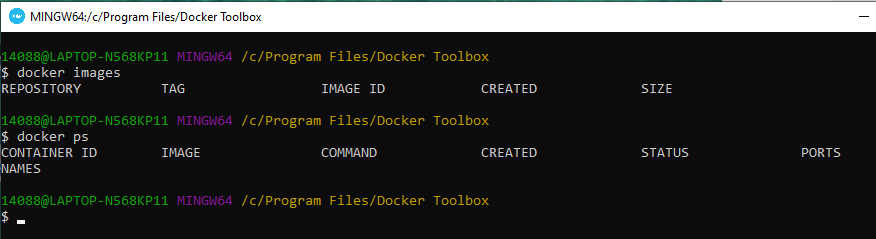 MINGW64:/c/Program Files/Docker Toolbox
14088@LAPTOP-N568KP11 MINGW64 /c/Program Files/Docker Toolbox
$ docker images
REPOSITORY TAG IMAGE ID CREATED SIZE
14088@LAPTOP-N568KP11 MINGW64 /c/Program Files/Docker Toolbox
$ docker ps
CONTAINER ID IMAGE COMMAND CREATED STATUS PORTS
NAMES
14088@LAPTOP-N568KP11 MINGW64 /c/Program Files/Docker Toolbox
$